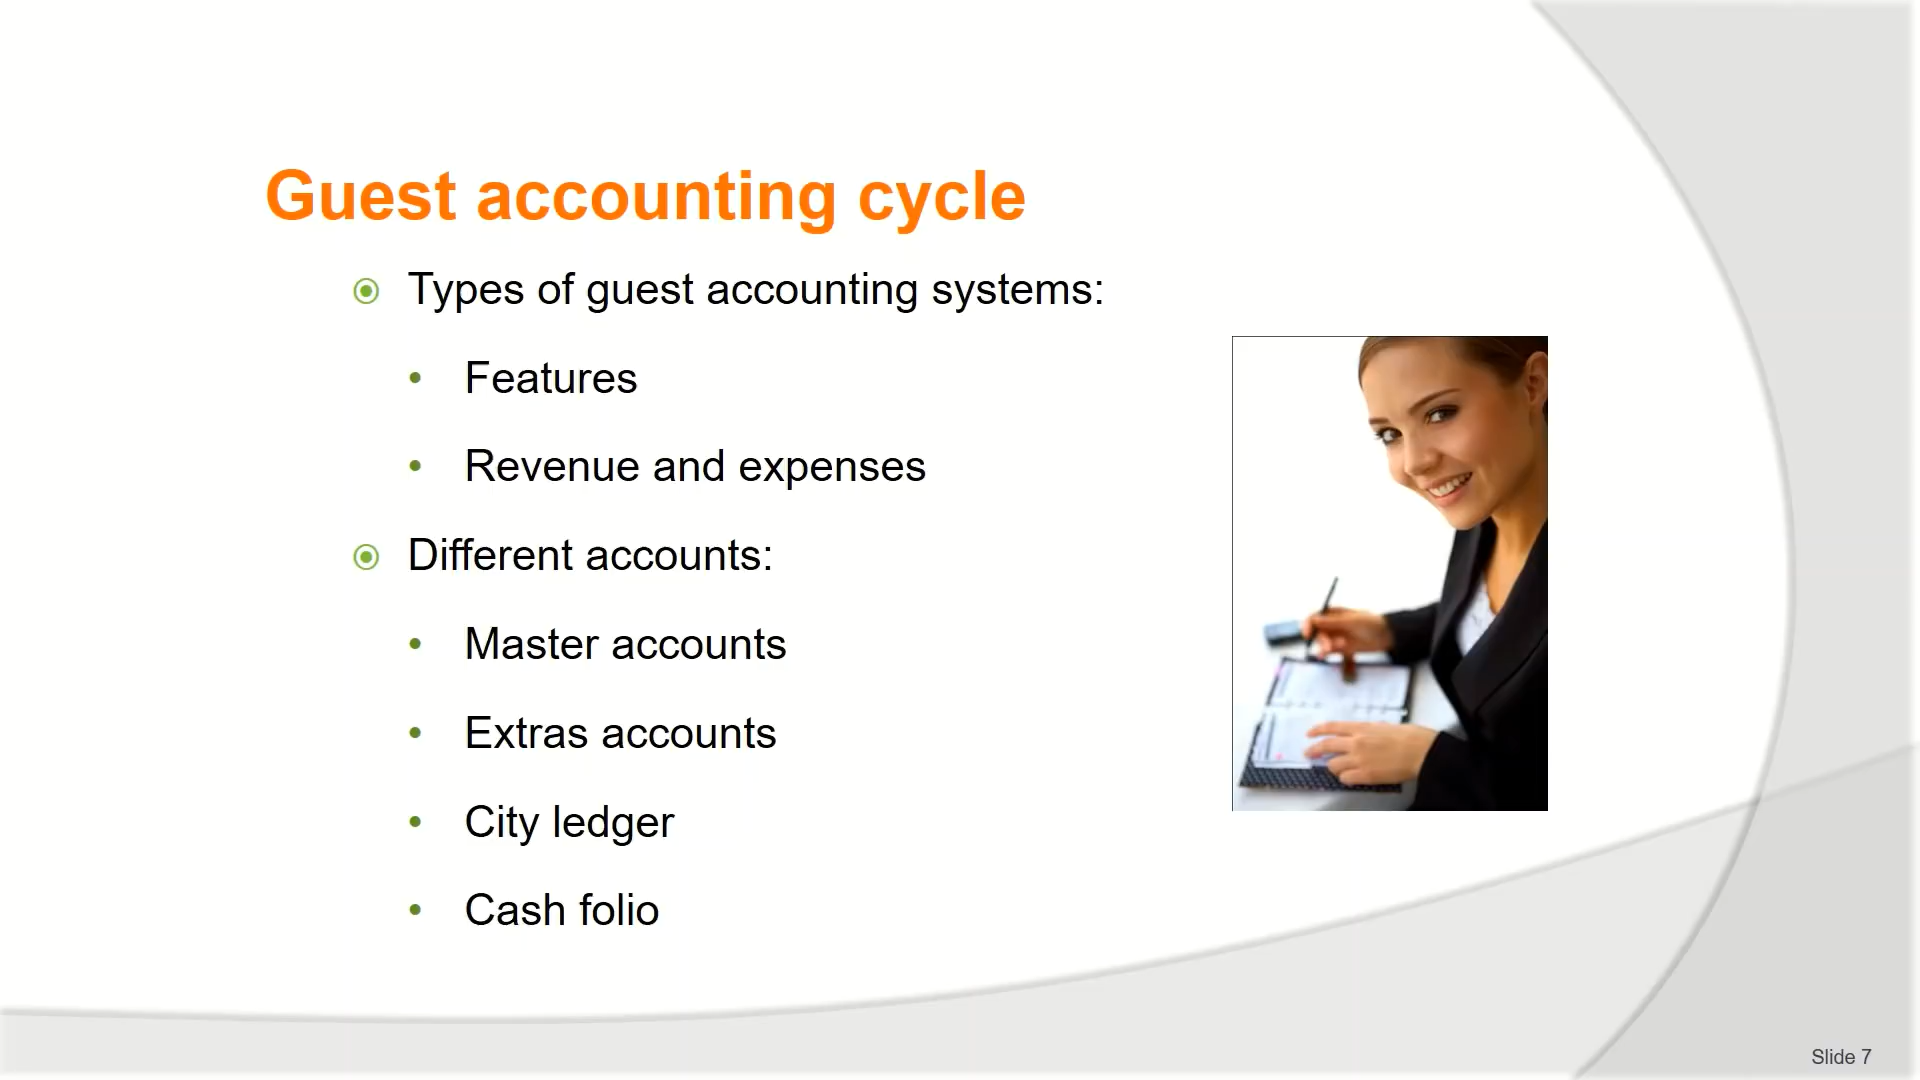 Guest accounting cycle
Types of guest accounting systems:
Features
Revenue and expenses
Different accounts:
Master accounts
Extras accounts
City ledger
Cash folio
Slide 7